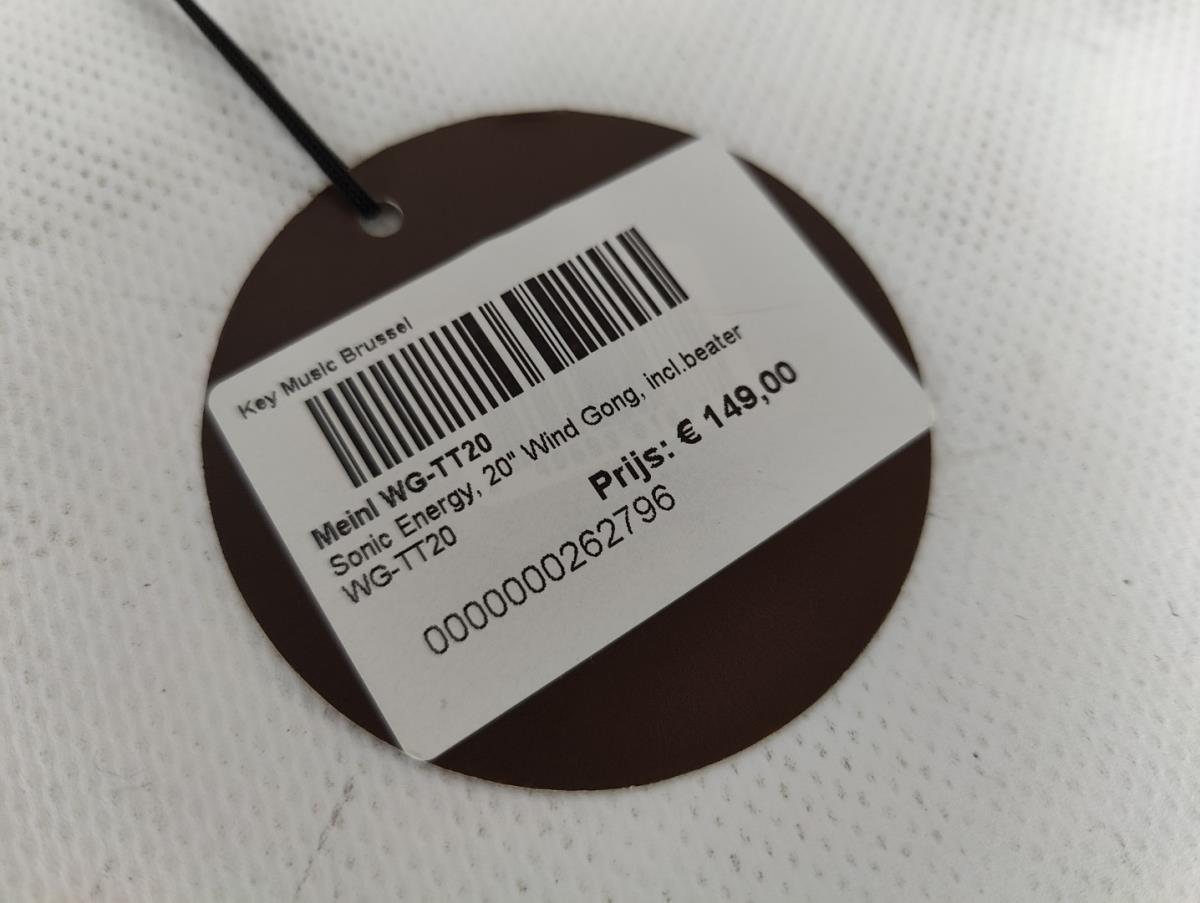 Key Music Brussel
Meinl WG-TT20
Sonic Energy, 20" Wind Gong, incl.beater
WG-TT20
Prijs: € 149,00
0000000262796